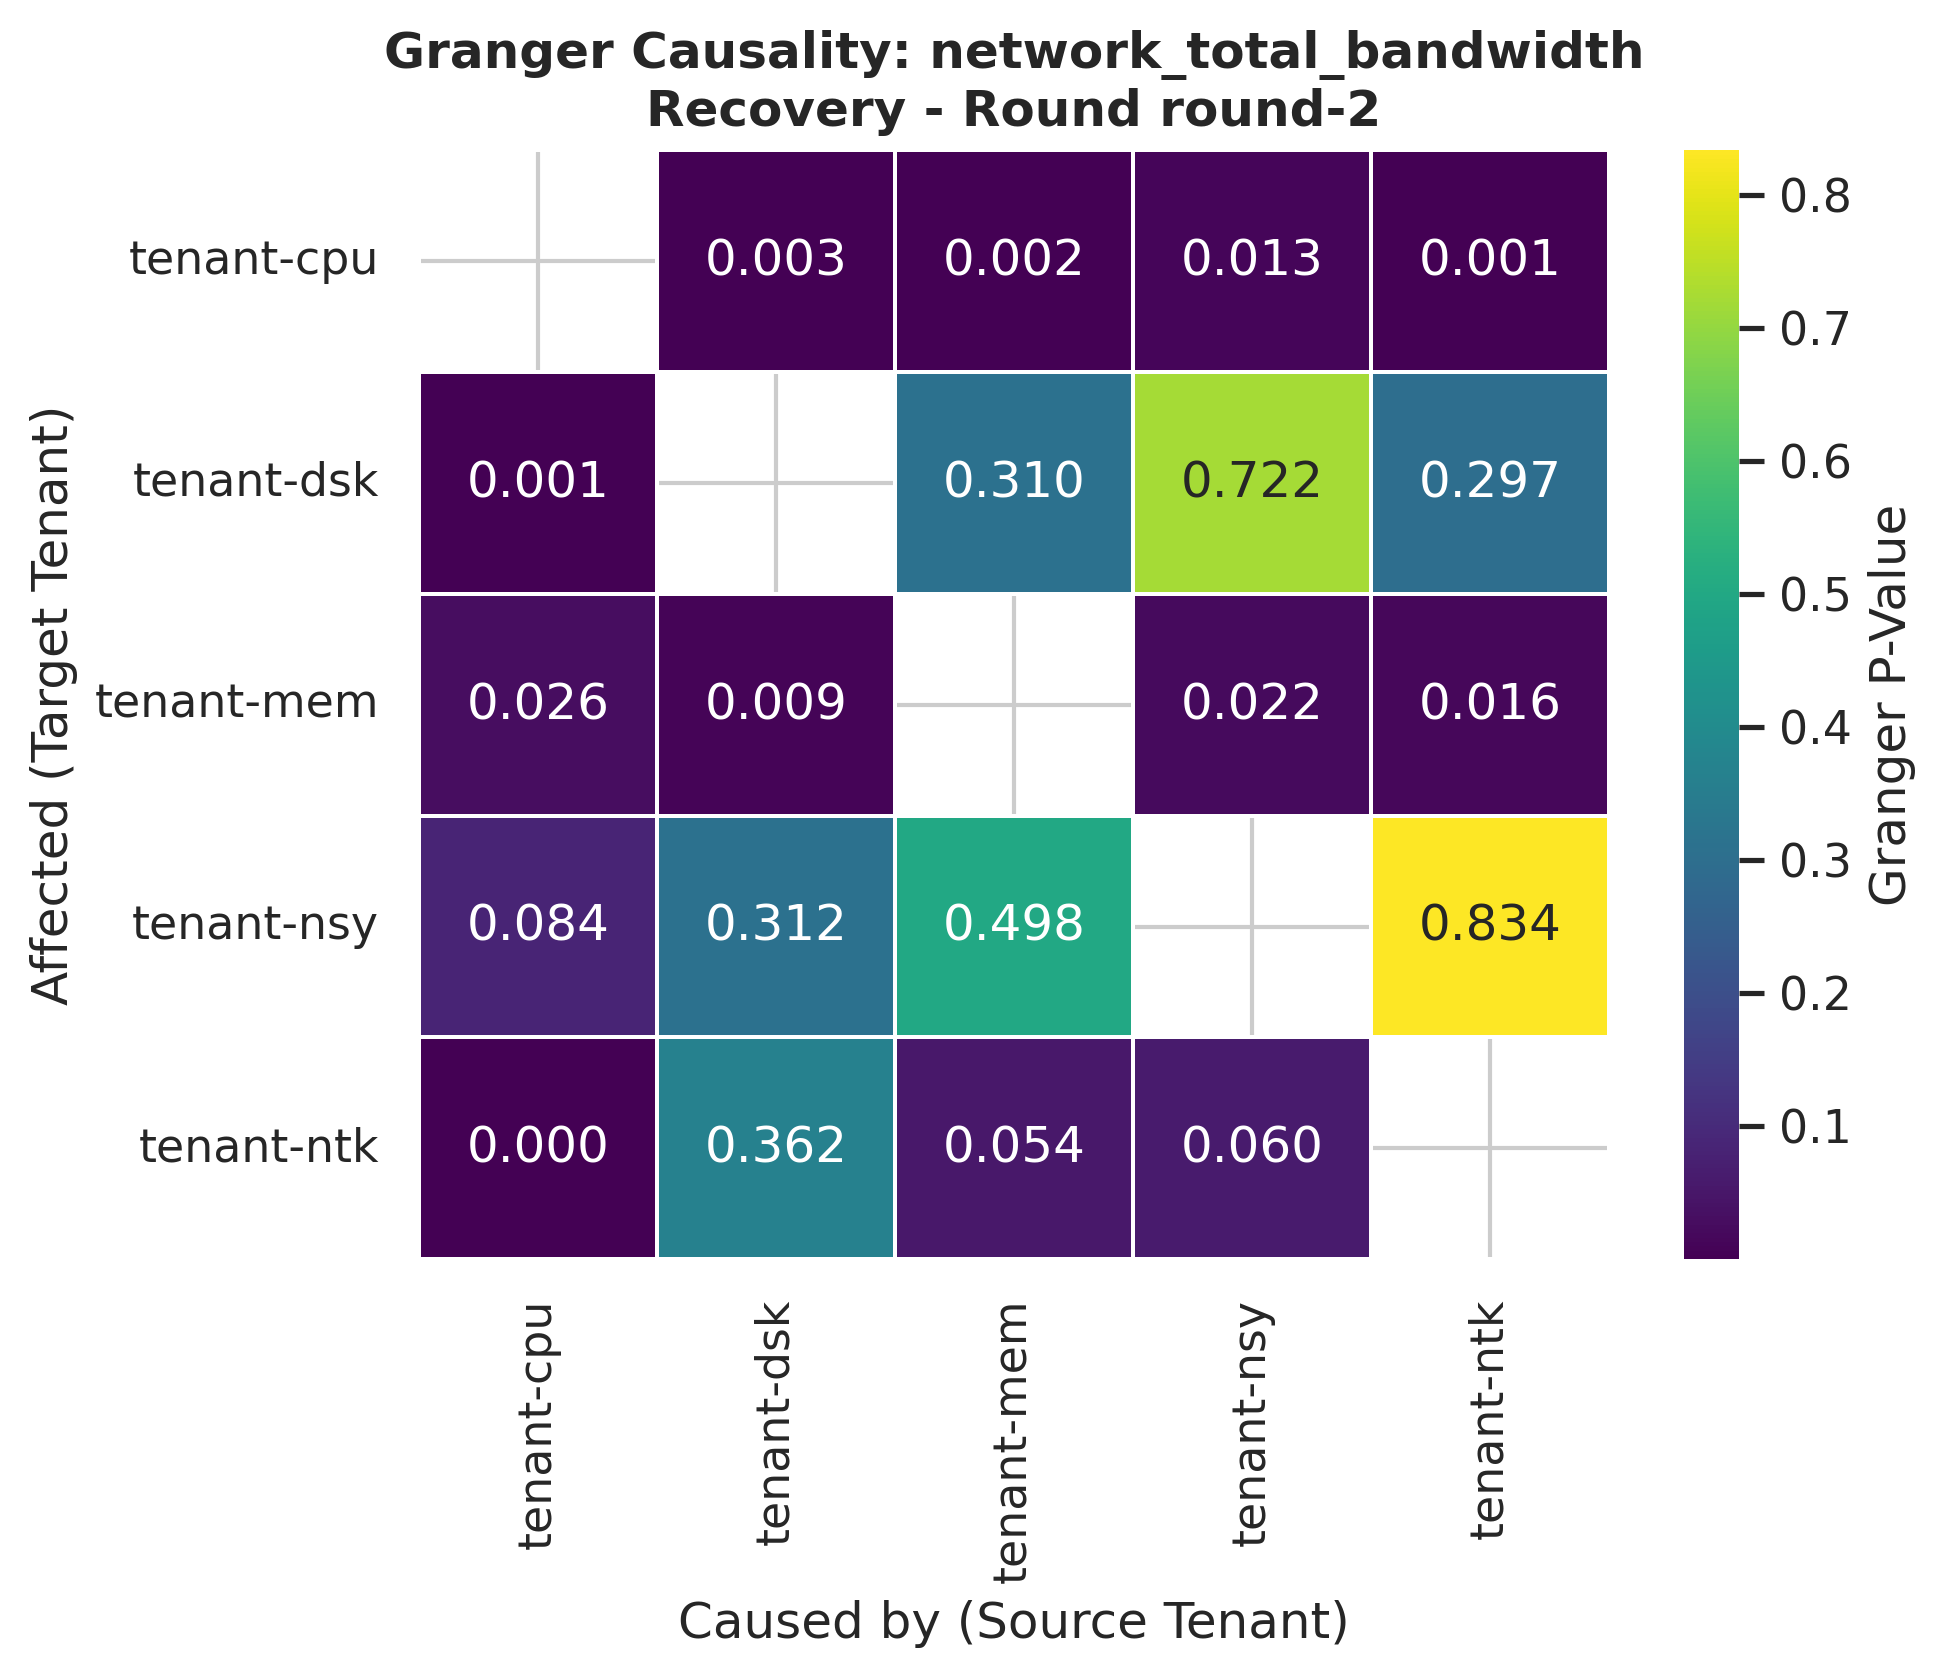 Granger Causality: network_total_bandwidth
Recovery - Round round-2
tenant-cpu
0.003 0.002 0.013 0.001
tenant-dsk
0.001 0.310 0.722 0.297
tenant-mem
0.026 0.009 0.022 0.016
tenant-nsy
0.084 0.312 0.498 0.834
tenant-ntk
0.000 0.362 0.054 0.060
Affected (Target Tenant)
tenant-cpu
tenant-dsk
tenant-mem
tenant-nsy
tenant-ntk
Caused by (Source Tenant)
0.8
0.7
0.6
0.5
0.4
0.3
0.2
0.1
Granger P-Value